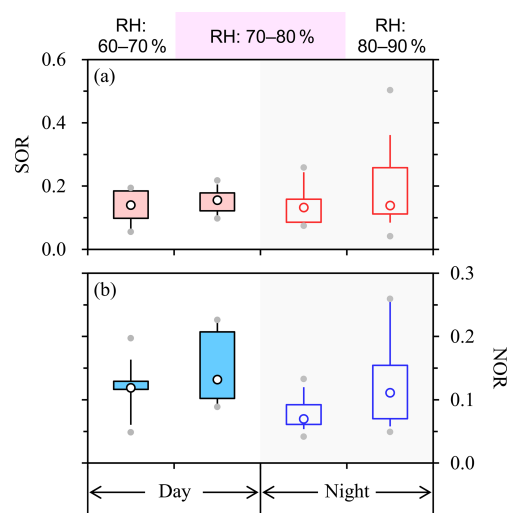 RH: 60–70 %
RH: 70–80 %
RH: 80–90 %
(a)
SOR
0.6
0.4
0.2
0.0
(b)
NOR
0.3
0.2
0.1
0.0
Day
Night